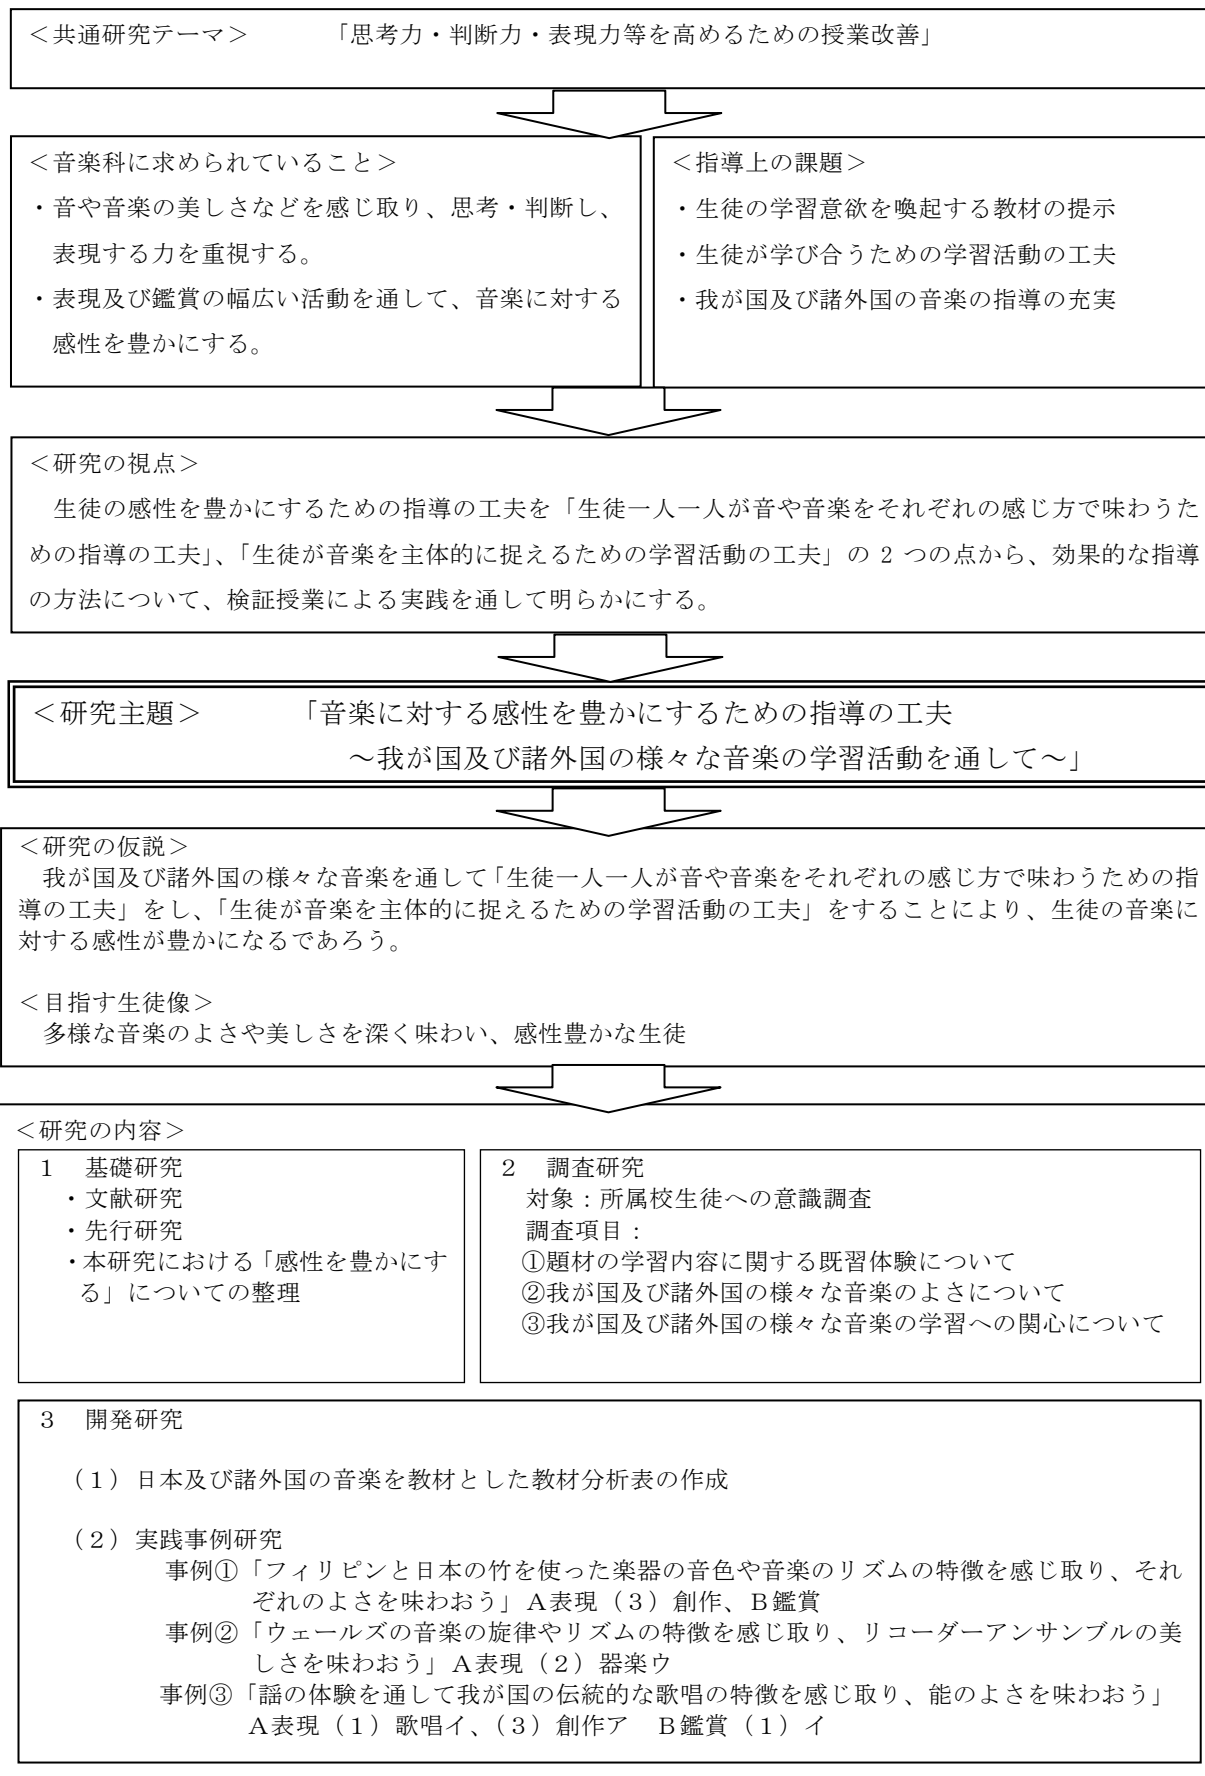 ＜共通研究テーマ＞　　　「思考力・判断力・表現力等を高めるための授業改善」
＜音楽科に求められていること＞
・音や音楽の美しさなどを感じ取り、思考・判断し、
表現する力を重視する。
・表現及び鑑賞の幅広い活動を通して、音楽に対する
感性を豊かにする。
＜指導上の課題＞
・生徒の学習意欲を喚起する教材の提示
・生徒が学び合うための学習活動の工夫
・我が国及び諸外国の音楽の指導の充実
＜研究の視点＞
生徒の感性を豊かにするための指導の工夫を「生徒一人一人が音や音楽をそれぞれの感じ方で味わうた
めの指導の工夫」、「生徒が音楽を主体的に捉えるための学習活動の工夫」の 2 つの点から、効果的な指導
の方法について、検証授業による実践を通して明らかにする。
＜研究主題＞　　　「音楽に対する感性を豊かにするための指導の工夫
～我が国及び諸外国の様々な音楽の学習活動を通して～」
＜研究の仮説＞
我が国及び諸外国の様々な音楽を通して「生徒一人一人が音や音楽をそれぞれの感じ方で味わうための指
導の工夫」をし、「生徒が音楽を主体的に捉えるための学習活動の工夫」をすることにより、生徒の音楽に
対する感性が豊かになるであろう。
＜目指す生徒像＞
多様な音楽のよさや美しさを深く味わい、感性豊かな生徒
＜研究の内容＞
１　基礎研究
・文献研究
・先行研究
・本研究における「感性を豊かにす
る」についての整理
２　調査研究
対象：所属校生徒への意識調査
調査項目：
①題材の学習内容に関する既習体験について
②我が国及び諸外国の様々な音楽のよさについて
③我が国及び諸外国の様々な音楽の学習への関心について
３　開発研究
（１）日本及び諸外国の音楽を教材とした教材分析表の作成
（２）実践事例研究
事例①「フィリピンと日本の竹を使った楽器の音色や音楽のリズムの特徴を感じ取り、それ
ぞれのよさを味わおう」Ａ表現（３）創作、Ｂ鑑賞
事例②「ウェールズの音楽の旋律やリズムの特徴を感じ取り、リコーダーアンサンブルの美
しさを味わおう」Ａ表現（２）器楽ウ
事例③「謡の体験を通して我が国の伝統的な歌唱の特徴を感じ取り、能のよさを味わおう」
Ａ表現（１）歌唱イ、（３）創作ア　Ｂ鑑賞（１）イ